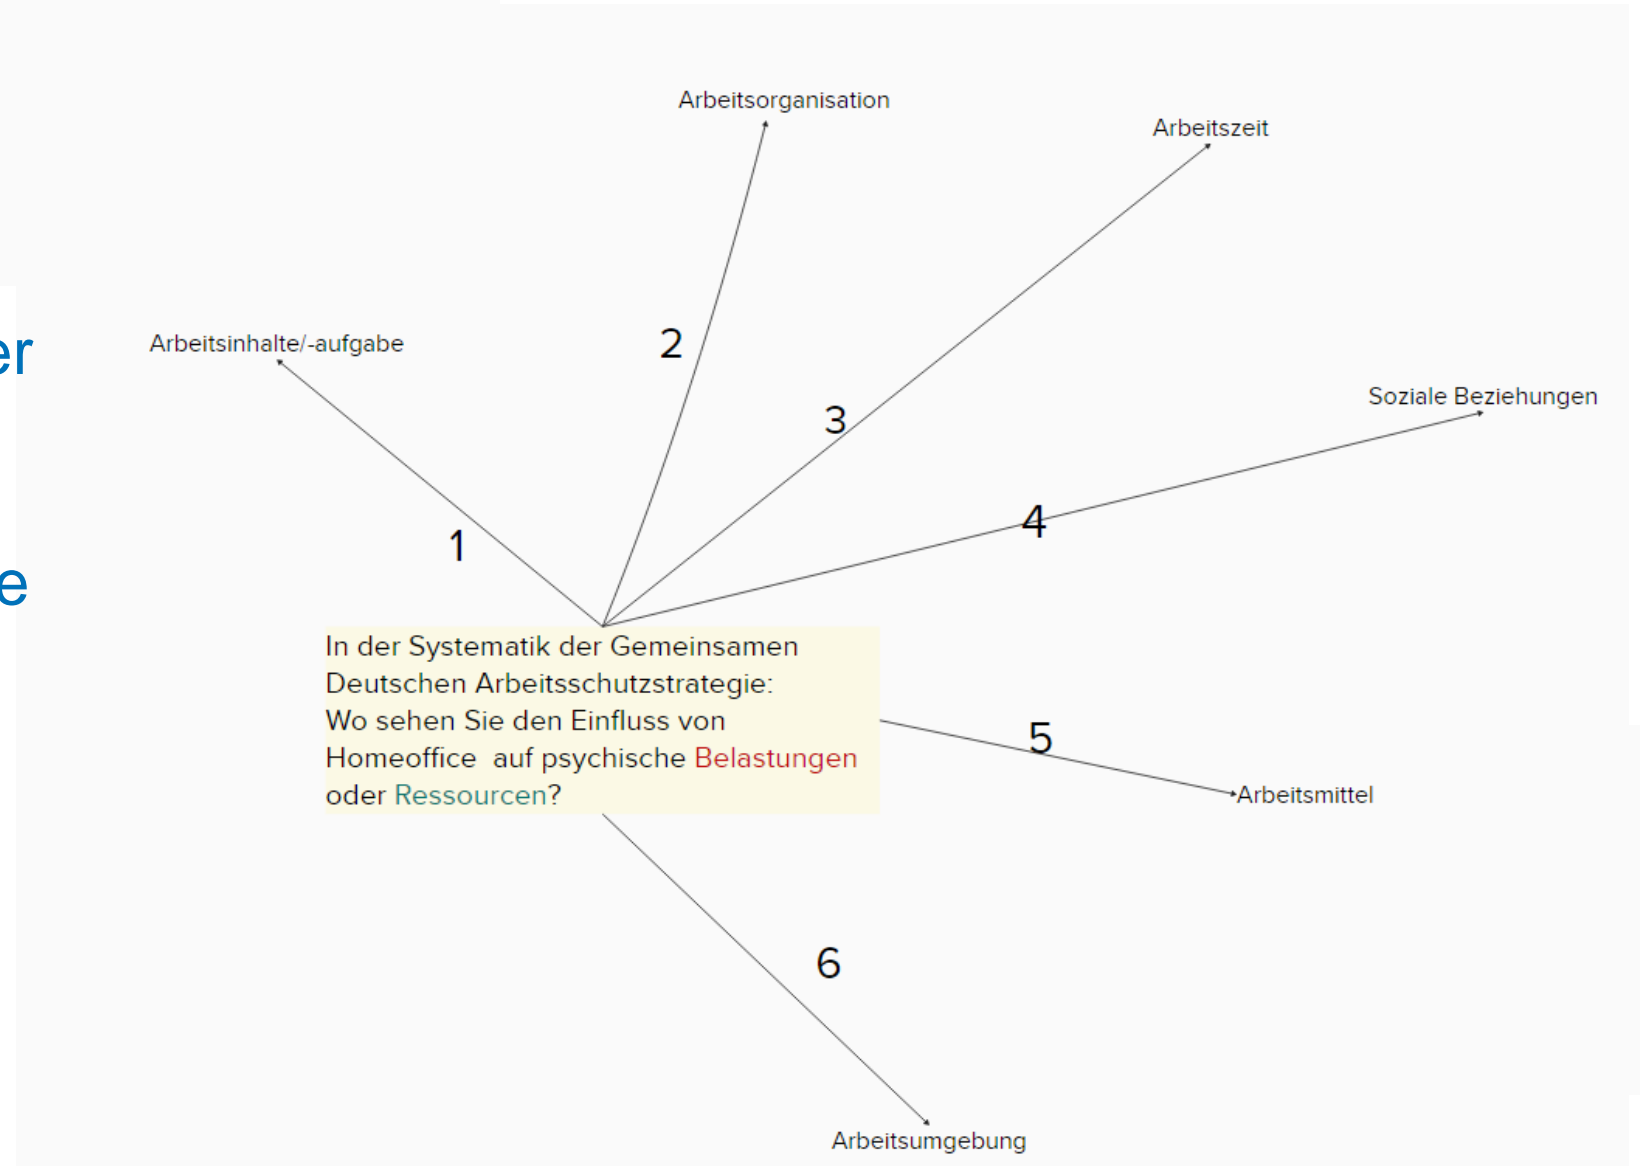 Arbeitsorganisation
Arbeitszeit
er
Arbeitsinhalte/-aufgabe
2
Soziale Beziehungen
3
4
1
e
In der Systematik der Gemeinsamen
Deutschen Arbeitsschutzstrategie:
Wo sehen Sie den Einfluss von
Homeoffice auf psychische Belastungen
oder Ressourcen?
5
Arbeitsmittel
6
Arbeitsumgebung